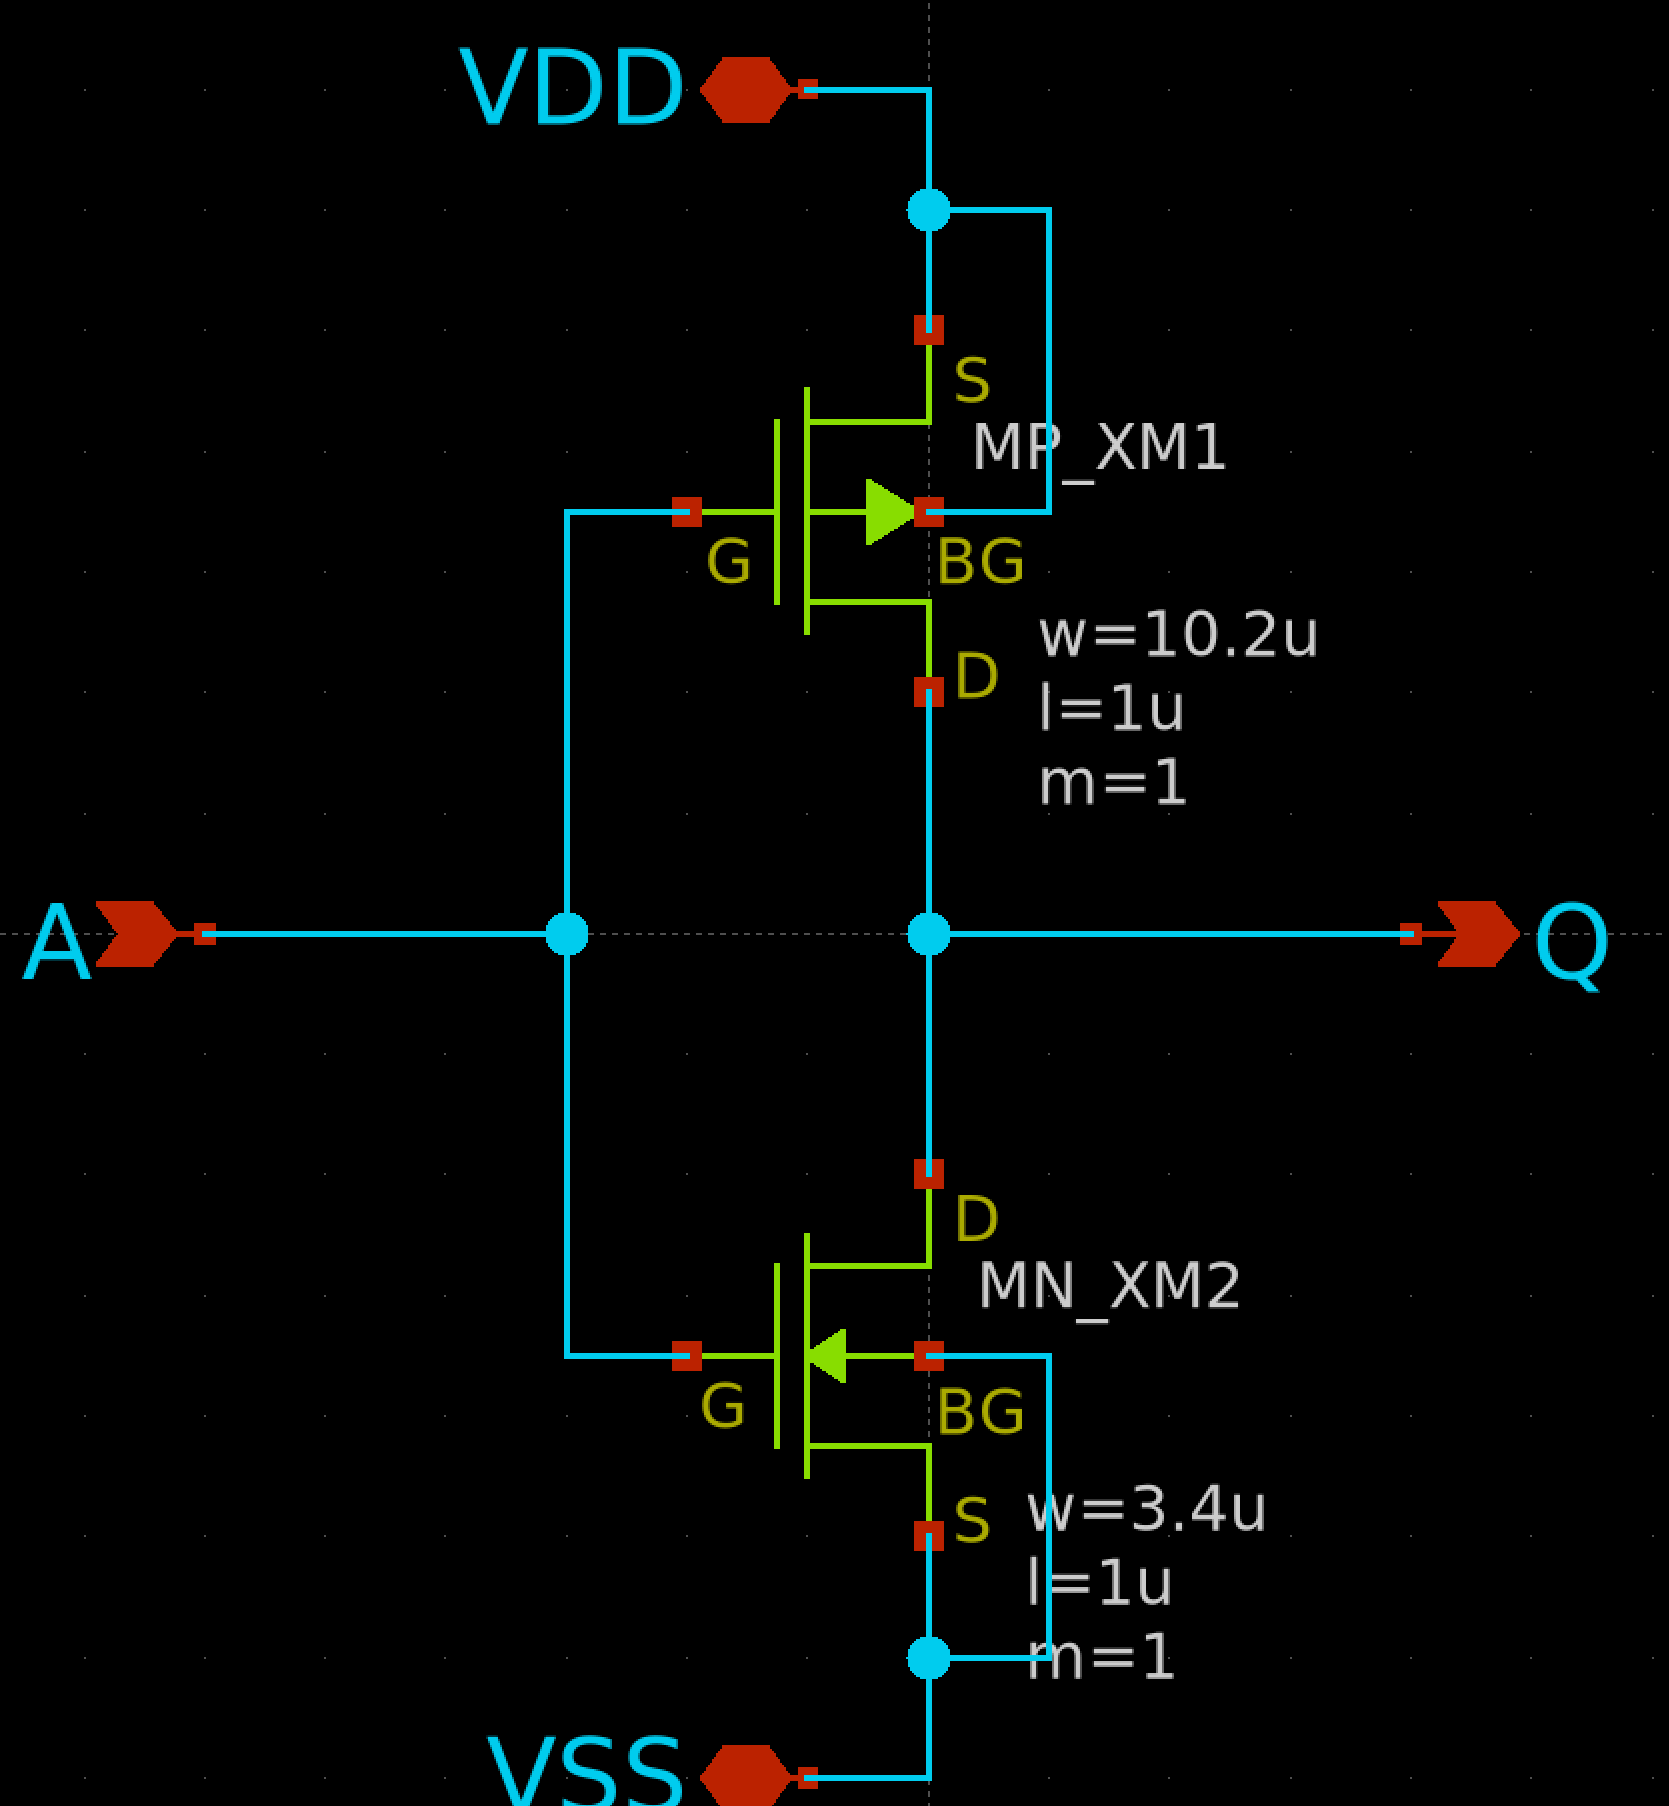 VDD
S
MP_XM1
G
BG
w=10.2u
D
l=1u
m=1
A
Q
D
MN_XM2
G
BG
w=3.4u
S
l=1u
m=1
VSS